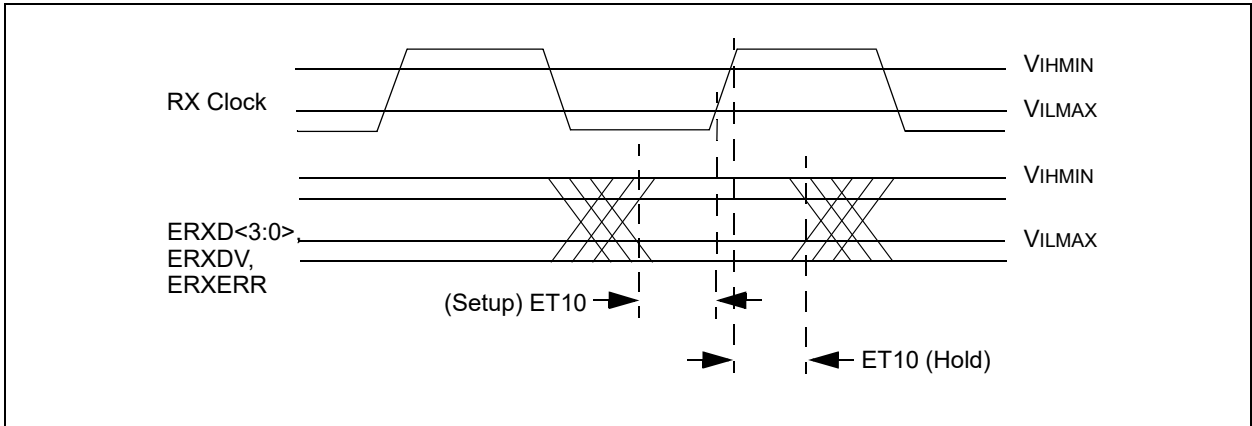 VIHMIN
RX Clock
VILMAX
VIHMIN
ERXD<3:0>,
ERXDV,
ERXERR
VILMAX
(Setup) ET10
ET10 (Hold)